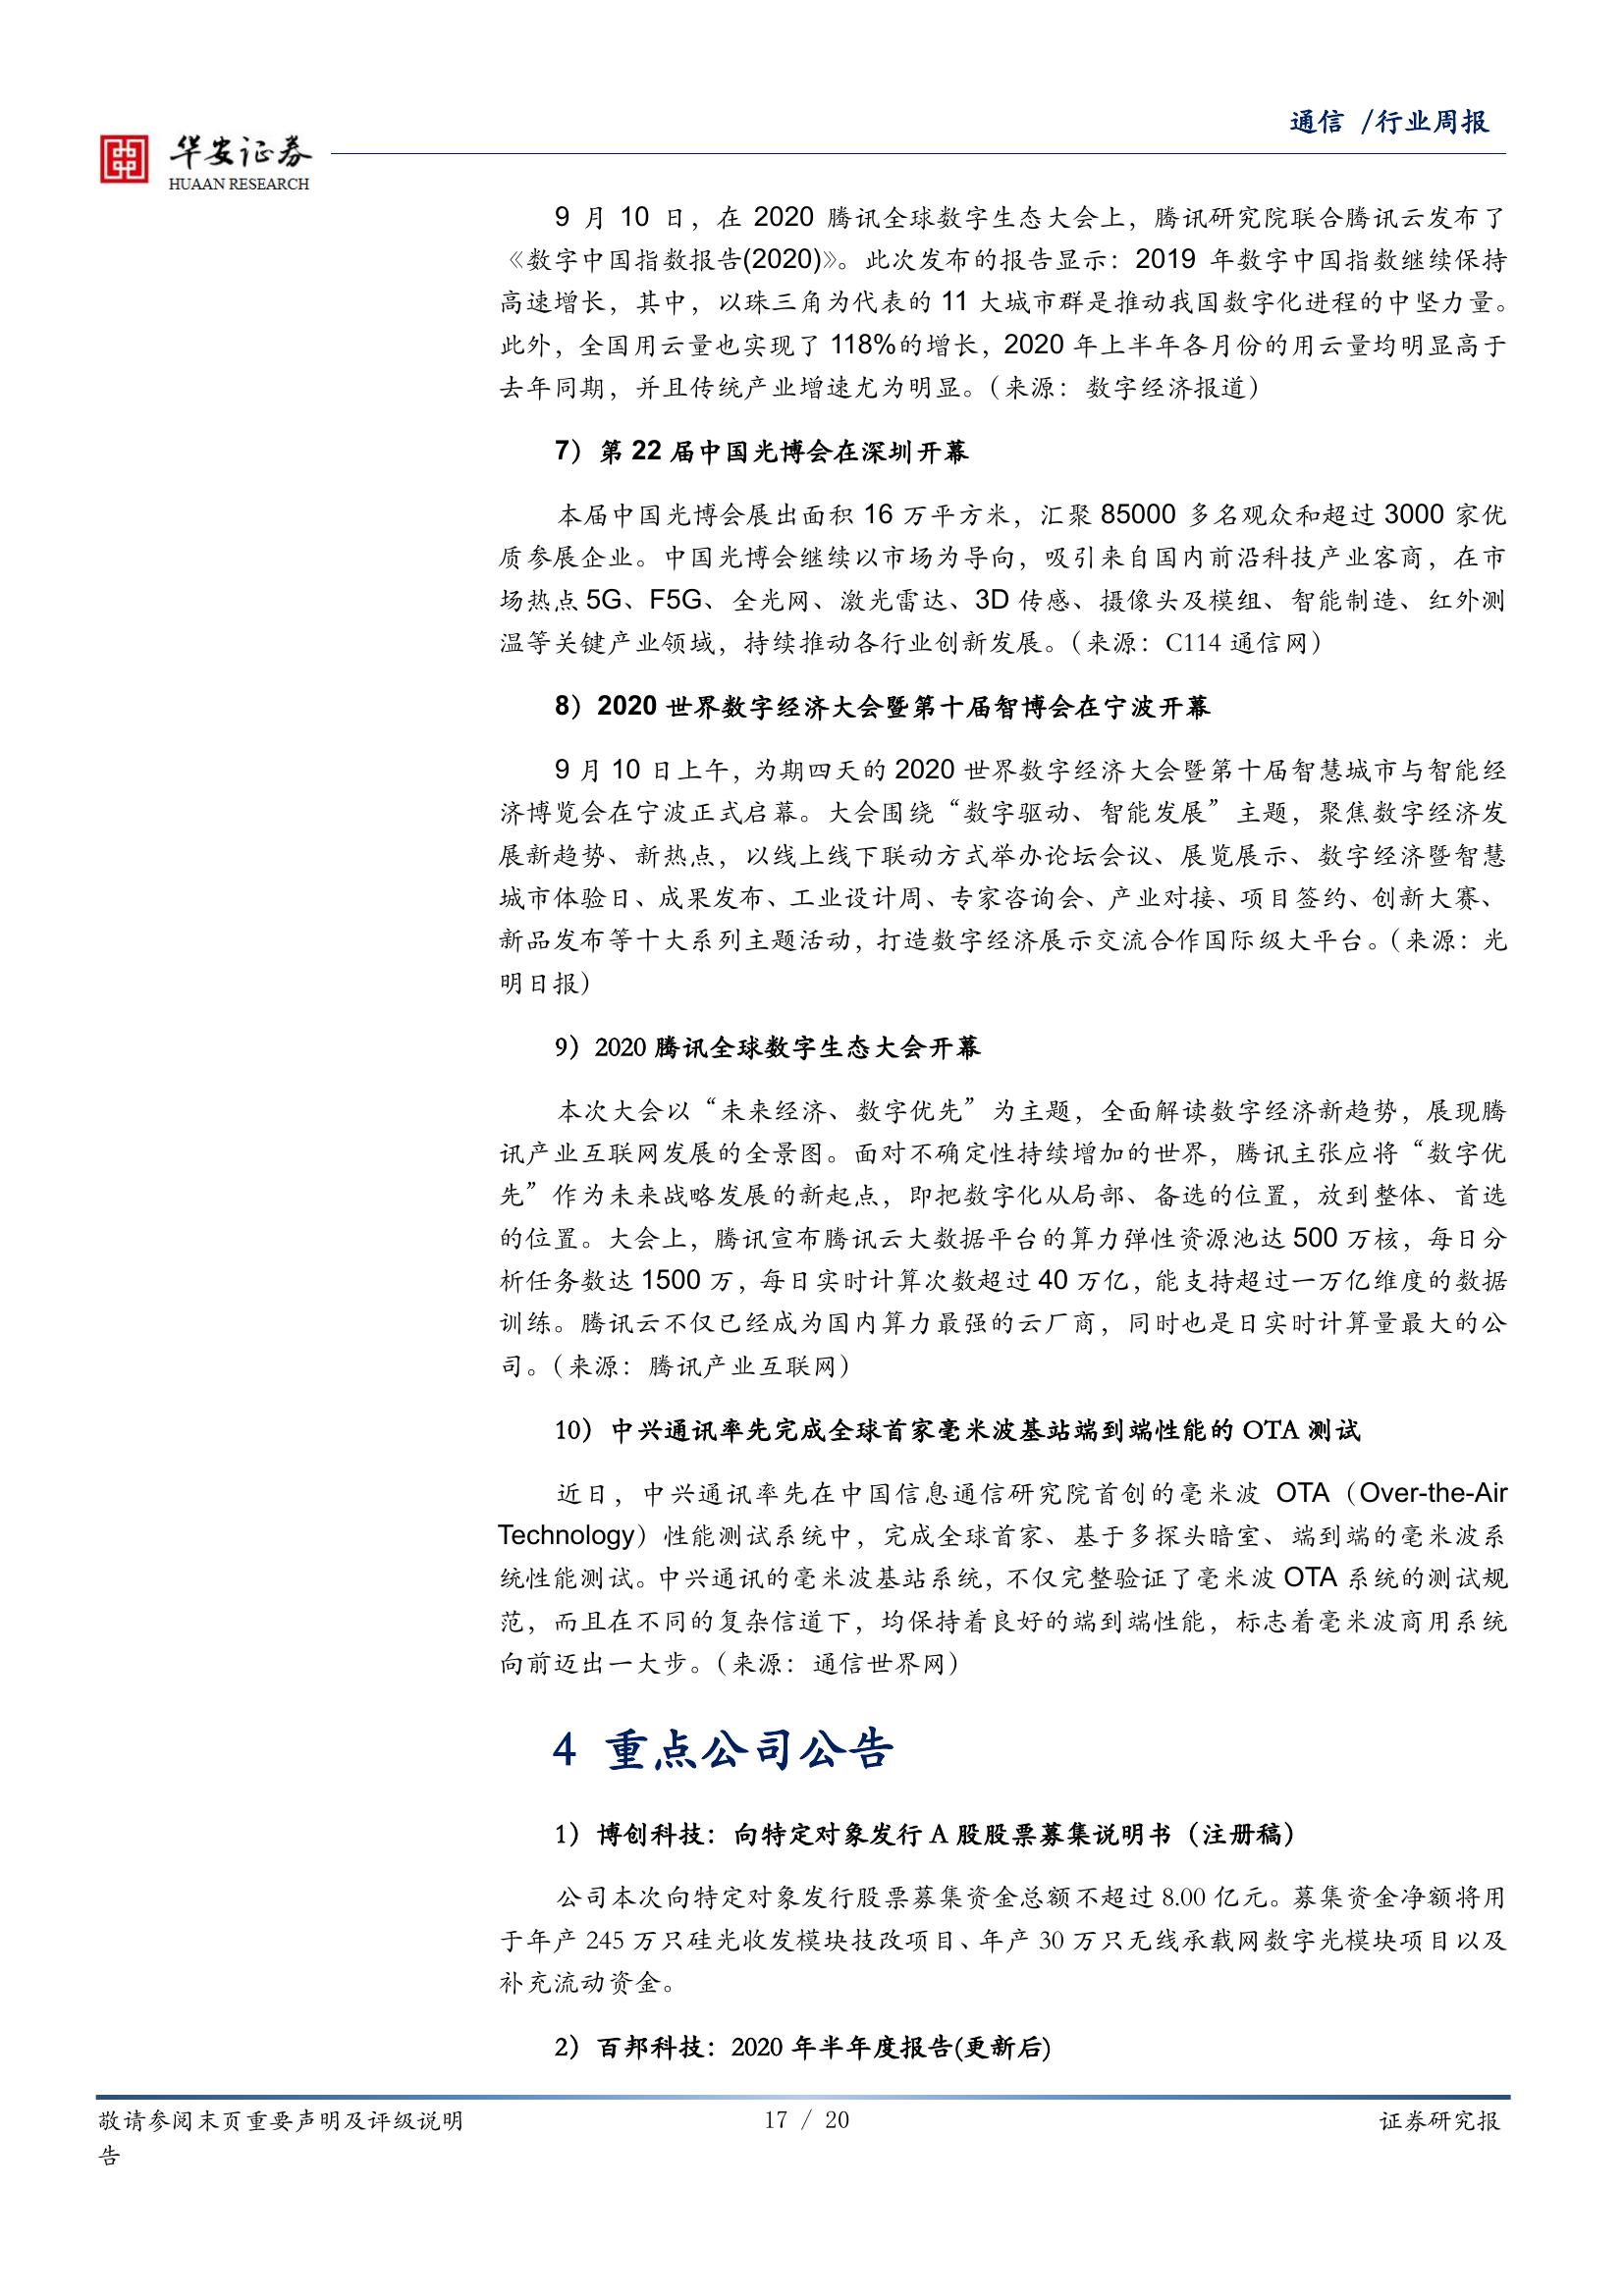 通信 /行业周报
华安证券
HUAAN RESEARCH
9 月 10 日，在 2020 腾讯全球数字生态大会上，腾讯研究院联合腾讯云发布了
《数字中国指数报告(2020)》。此次发布的报告显示：2019 年数字中国指数继续保持
高速增长，其中，以珠三角为代表的 11 大城市群是推动我国数字化进程的中坚力量。
此外，全国用云量也实现了 118%的增长，2020 年上半年各月份的用云量均明显高于
去年同期，并且传统产业增速尤为明显。（来源：数字经济报道）
7）第 22 届中国光博会在深圳开幕
本届中国光博会展出面积 16 万平方米，汇聚 85000 多名观众和超过 3000 家优
质参展企业。中国光博会继续以市场为导向，吸引来自国内前沿科技产业客商，在市
场热点 5G、F5G、全光网、激光雷达、3D 传感、摄像头及模组、智能制造、红外测
温等关键产业领域，持续推动各行业创新发展。（来源：C114 通信网）
8）2020 世界数字经济大会暨第十届智博会在宁波开幕
9 月 10 日上午，为期四天的 2020 世界数字经济大会暨第十届智慧城市与智能经
济博览会在宁波正式启幕。大会围绕“数字驱动、智能发展”主题，聚焦数字经济发
展新趋势、新热点，以线上线下联动方式举办论坛会议、展览展示、数字经济暨智慧
城市体验日、成果发布、工业设计周、专家咨询会、产业对接、项目签约、创新大赛、
新品发布等十大系列主题活动，打造数字经济展示交流合作国际级大平台。（来源：光
明日报）
9）2020 腾讯全球数字生态大会开幕
本次大会以“未来经济、数字优先”为主题，全面解读数字经济新趋势，展现腾
讯产业互联网发展的全景图。面对不确定性持续增加的世界，腾讯主张应将“数字优
先”作为未来战略发展的新起点，即把数字化从局部、备选的位置，放到整体、首选
的位置。大会上，腾讯宣布腾讯云大数据平台的算力弹性资源池达 500 万核，每日分
析任务数达 1500 万，每日实时计算次数超过 40 万亿，能支持超过一万亿维度的数据
训练。腾讯云不仅已经成为国内算力最强的云厂商，同时也是日实时计算量最大的公
司。（来源：腾讯产业互联网）
10）中兴通讯率先完成全球首家毫米波基站端到端性能的 OTA 测试
近日，中兴通讯率先在中国信息通信研究院首创的毫米波 OTA（Over-the-Air
Technology）性能测试系统中，完成全球首家、基于多探头暗室、端到端的毫米波系
统性能测试。中兴通讯的毫米波基站系统，不仅完整验证了毫米波 OTA 系统的测试规
范，而且在不同的复杂信道下，均保持着良好的端到端性能，标志着毫米波商用系统
向前迈出一大步。（来源：通信世界网）
4 重点公司公告
1）博创科技：向特定对象发行 A 股股票募集说明书（注册稿）
公司本次向特定对象发行股票募集资金总额不超过 8.00 亿元。募集资金净额将用
于年产 245 万只硅光收发模块技改项目、年产 30 万只无线承载网数字光模块项目以及
补充流动资金。
2）百邦科技：2020 年半年度报告(更新后)
敬请参阅末页重要声明及评级说明 17 / 20 证券研究报
告